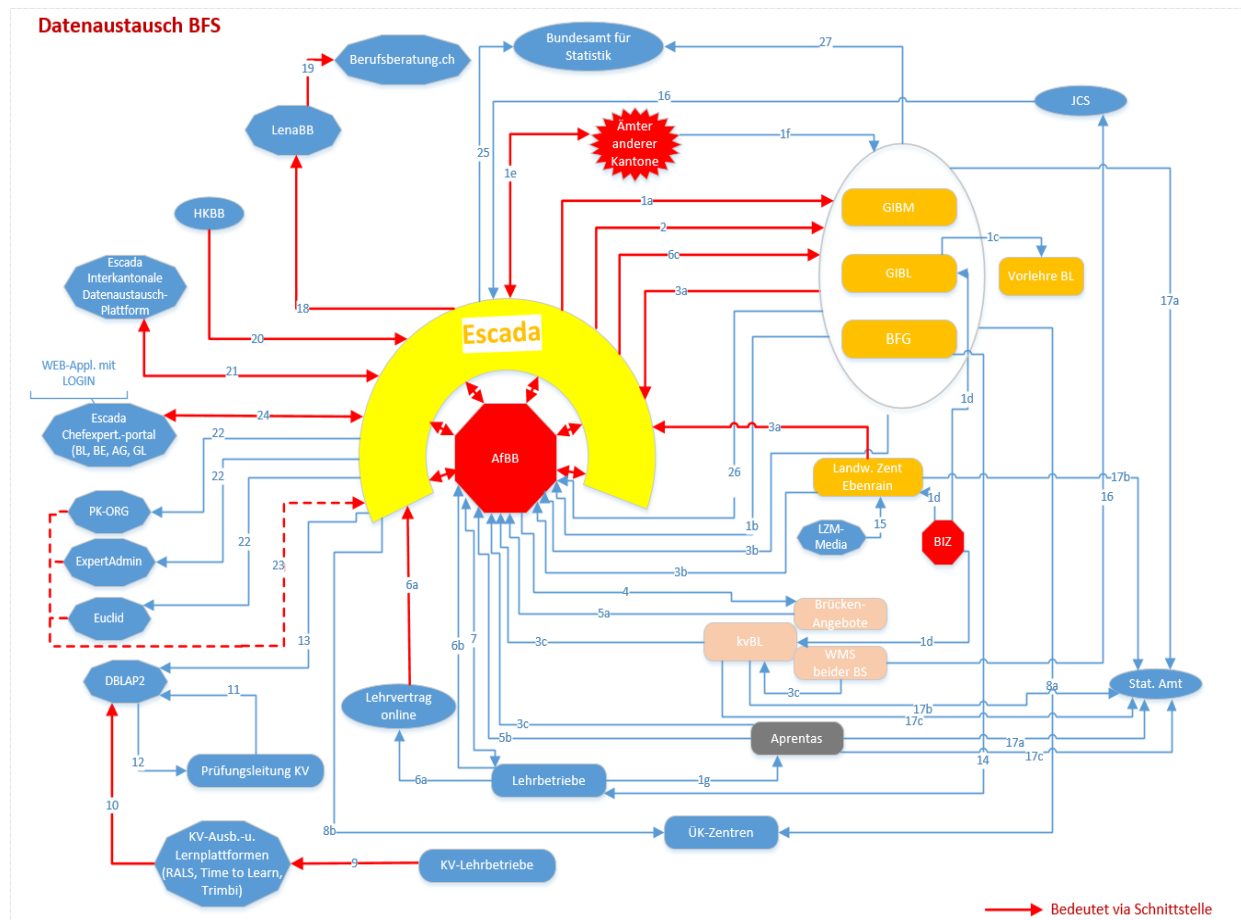 Datenaustausch BFS
Bundesamt für
Statistik
27
Berufsberatung.ch
19
16
JCS
LenaBB
25
Ämter
anderer
Kantone
1f
1e
1a
GIBM
HKBB
2
6c
1c
GIBL
Vorlehre BL
Escada
Interkantonale
Datenaustausch-
Plattform
3a
17a
18
Escada
BFG
20
21
WEB-Appl. mit
LOGIN
1d
Escada
Chefexpert.-portal
(BL, BE, AG, GL
24
3a
22
AfBB
26
Landw. Zent
Ebenrain
17b
22
1d
16
PK-ORG
1b
15
LZM-
Media
BIZ
22
3b
ExpertAdmin
23
3b
6a
4
Brücken-
Angebote
Euclid
5a
13
6b
7
3c
kvBL
1d
WMS
beider BS
DBLAP2
11
3c
8a
Stat. Amt
Lehrvertrag
online
17b
17c
3c
5b
Aprentas
17a
17c
12
Prüfungsleitung KV
14
6a
Lehrbetriebe
1g
10
8b
ÜK-Zentren
KV-Ausb.-u.
Lernplattformen
(RALS, Time to Learn,
Trimbi)
9
KV-Lehrbetriebe
Bedeutet via Schnittstelle